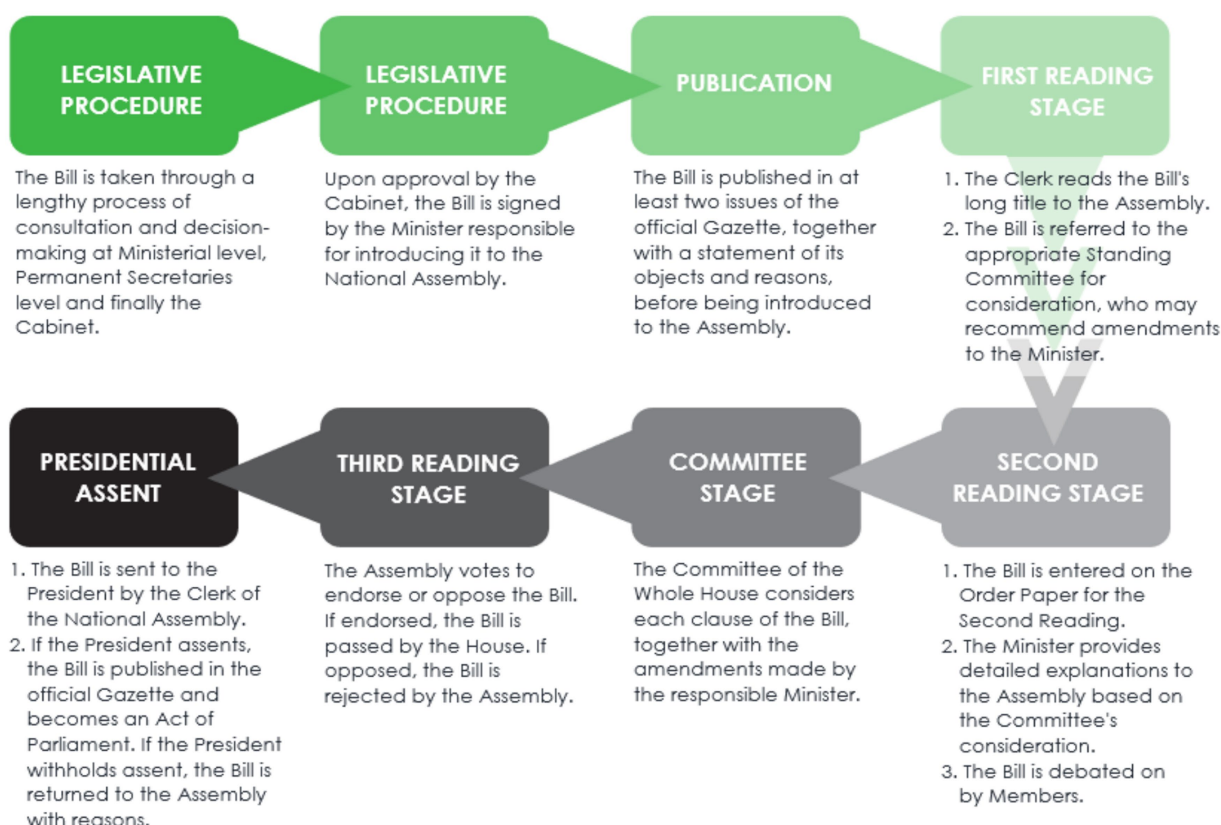 LEGISLATIVE
PROCEDURE
The Bill is taken through a
lengthy process of
consultation and decision-
making at Ministerial level,
Permanent Secretaries
level and finally the
Cabinet.
LEGISLATIVE
PROCEDURE
Upon approval by the
Cabinet, the Bill is signed
by the Minister responsible
for introducing it to the
National Assembly.
PUBLICATION
The Bill is published in at
least two issues of the
official Gazette, together
with a statement of its
objects and reasons,
before being introduced
to the Assembly.
FIRST READING
STAGE
1. The Clerk reads the Bill's
long title to the Assembly.
2. The Bill is referred to the
appropriate Standing
Committee for
consideration, who may
recommend amendments
to the Minister.
SECOND
READING STAGE
1. The Bill is entered on the
Order Paper for the
Second Reading.
2. The Minister provides
detailed explanations to
the Assembly based on
the Committee's
consideration.
3. The Bill is debated on
by Members.
COMMITTEE
STAGE
The Committee of the
Whole House considers
each clause of the Bill,
together with the
amendments made by
the responsible Minister.
THIRD READING
STAGE
The Assembly votes to
endorse or oppose the Bill.
If endorsed, the Bill is
passed by the House. If
opposed, the Bill is
rejected by the Assembly.
PRESIDENTIAL
ASSENT
1. The Bill is sent to the
President by the Clerk of
the National Assembly.
2. If the President assents,
the Bill is published in the
official Gazette and
becomes an Act of
Parliament. If the President
withholds assent, the Bill is
returned to the Assembly
with reasons.